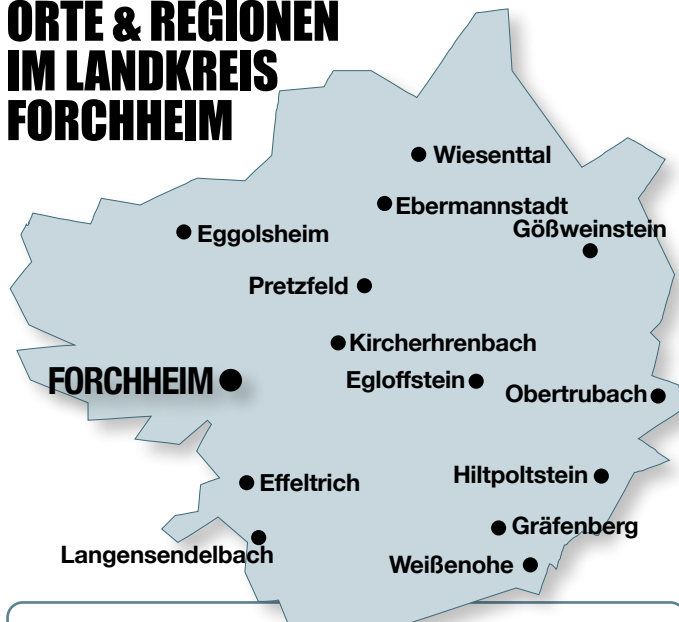 ORTE & REGIONEN
IM LANDKREIS
FORCHHEIM
Wiesenttal
Ebermannstadt
Gößweinstein
Eggolsheim
Pretzfeld
Kircherhrenbach
FORCHHEIM
Egloffstein
Obertrubach
Effeltrich
Hiltpoltstein
Gräfenberg
Langensendelbach
Weißenohe